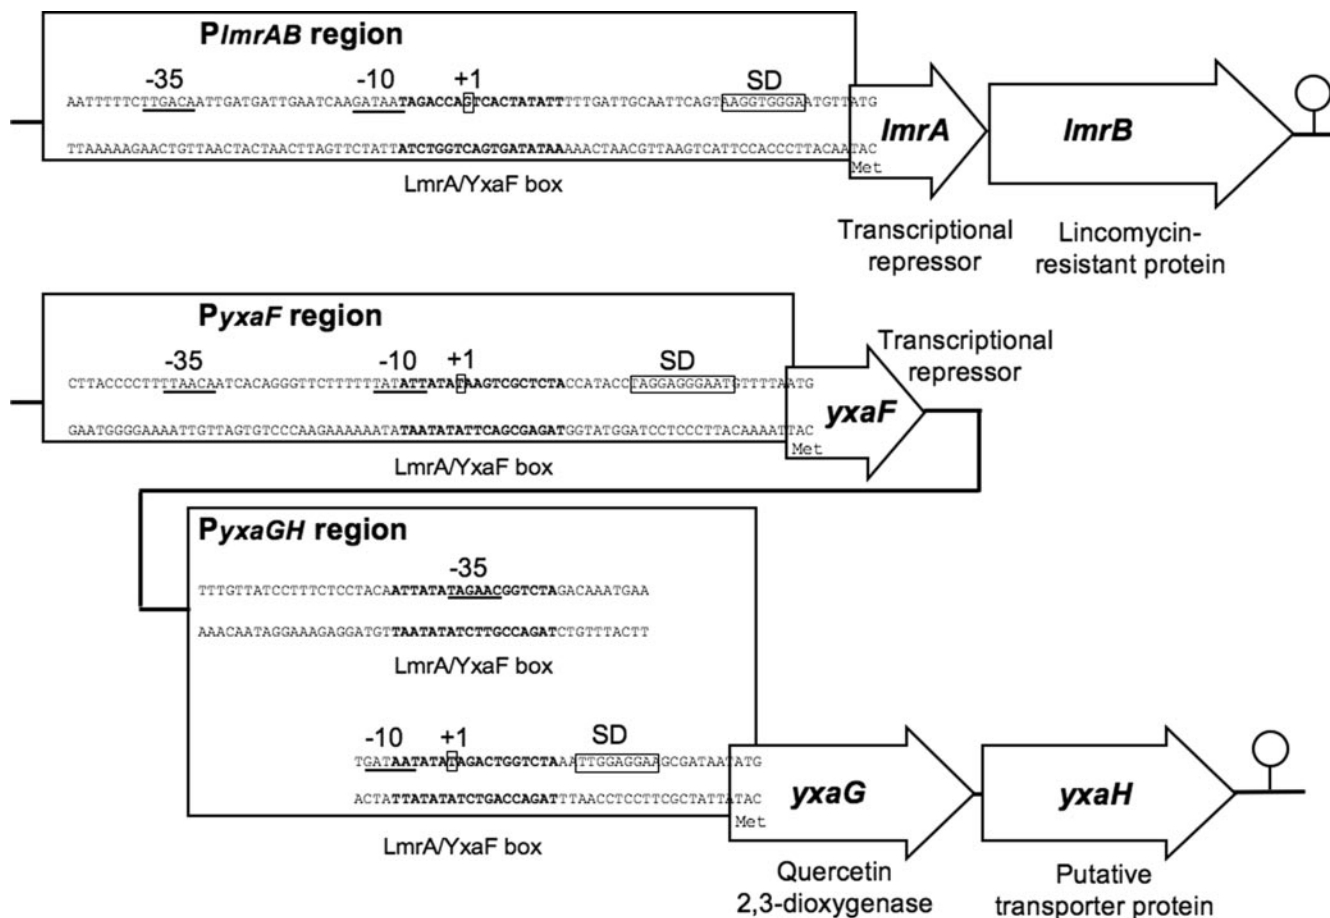 PlmrAB region
-35 -10 +1 SD
AATTTTTCTTGACAATTGATGATTGAATCAAGATAATAGACCAGTCACTATATTTTTGATTGCAATTCAGTAAGGTGGGAATGTTATG
TTAAAAAGAACTGTTAACTACTAACTTAGTTCTATTATCTGGTCAGTGATATAAAAACTAACGTTAAGTCATTCCACCCTTACAATAC
Met
lmrA lmrB
LmrA/YxaF box
Transcriptional repressor
Lincomycin-resistant protein
PyxaF region
-35 -10 +1 SD
CTTACCCCTTTTAACAATCACAGGGTTCTTTTTTATATTATATAAGTCGCTCTACCATACCTAGGAGGGAATGTTTTAATG
GAATGGGGAAAATTGTTAGTGTCCCAAGAAAAAATATAATATATTCAGCGAGATGGTATGGATCCTCCCTTACAAAATTAC
Met
yxaF
Transcriptional repressor
LmrA/YxaF box
PyxaGH region
-35
TTTGTTATCCTTTCTCCTACAATTATATAGAACGGTCTAGACAAATGAA
AAACAATAGGAAAGAGGATGTTAATATATCTTGCCAGATCTGTTTACTT
LmrA/YxaF box
-10 +1 SD
TGATAATATATAGACTGGTCTAAATTGGAGGAAGCGATAATATG
ACTATTATATATCTGACCAGATTTAACCTCCTTCGCTATTATAC
Met
yxaG yxaH
LmrA/YxaF box
Quercetin 2,3-dioxygenase
Putative transporter protein